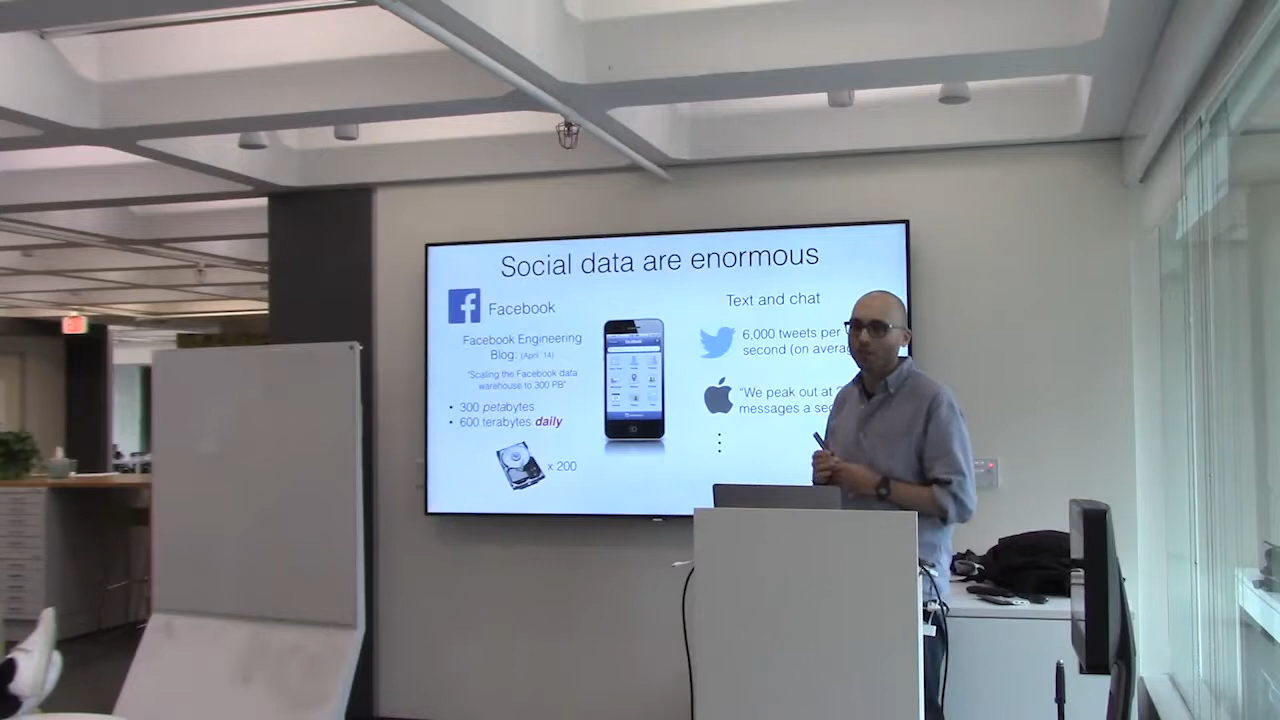 Social data are enormous
Facebook
Facebook Engineering
Blog: (April 14)
"Scaling the Facebook data
warehouse to 300 PB"
• 300 petabytes
• 600 terabytes daily
x 200
Text and chat
6,000 tweets per
second (on averag
"We peak out at
messages a sec